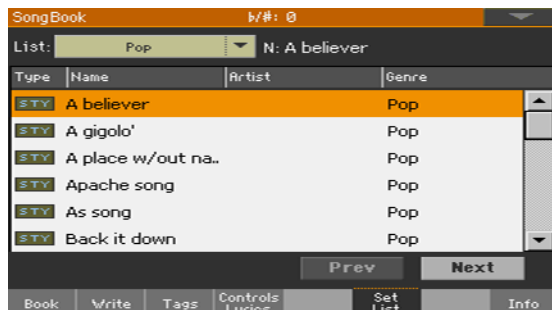 SongBook ♭/#: 0
List: Pop N: A believer
Type Name Artist Genre
STY A believer Pop
STY A gigolo' Pop
STY A place w/out na.. Pop
STY Apache song Pop
STY As song Pop
STY Back it down Pop
Prev Next
Book Write Tags Controls Lyrics Set List Info